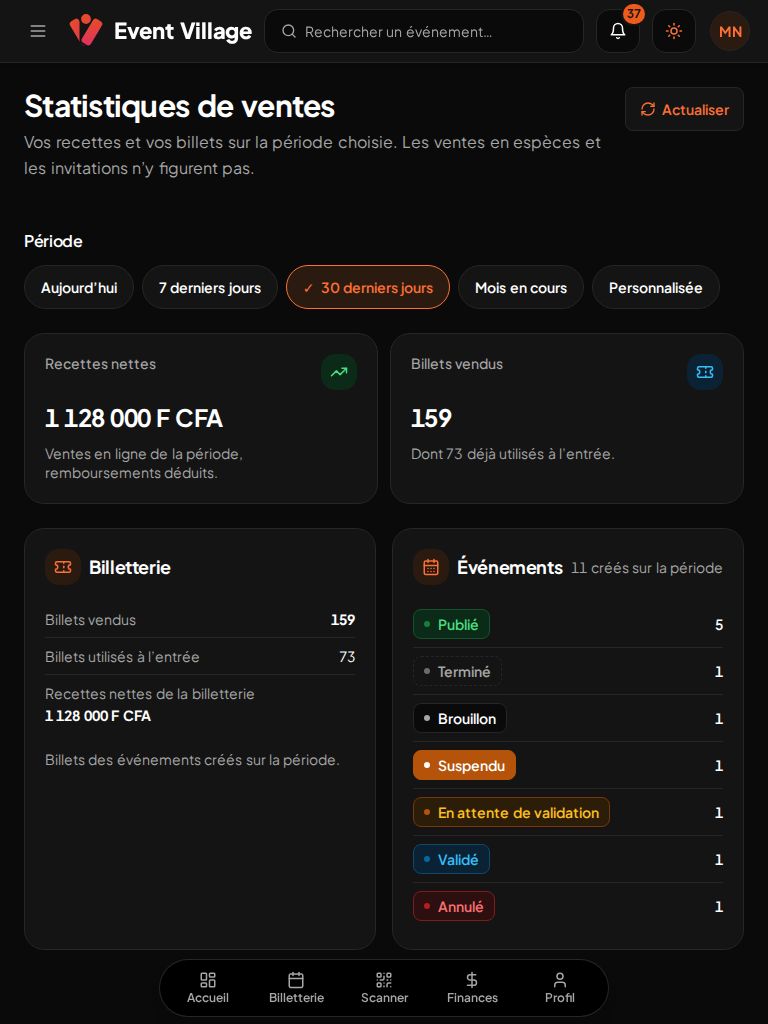 Event Village
Rechercher un événement...
37
MN
Statistiques de ventes
Actualiser
Vos recettes et vos billets sur la période choisie. Les ventes en espèces et
les invitations n'y figurent pas.
Période
Aujourd'hui
7 derniers jours
✓ 30 derniers jours
Mois en cours
Personnalisée
Recettes nettes
1 128 000 F CFA
Ventes en ligne de la période,
remboursements déduits.
Billets vendus
159
Dont 73 déjà utilisés à l'entrée.
Billetterie
Billets vendus 159
Billets utilisés à l'entrée 73
Recettes nettes de la billetterie
1 128 000 F CFA
Billets des événements créés sur la période.
Événements 11 créés sur la période
Publié 5
Terminé 1
Brouillon 1
Suspendu 1
En attente de validation 1
Validé 1
Annulé 1
Accueil
Billetterie
Scanner
Finances
Profil